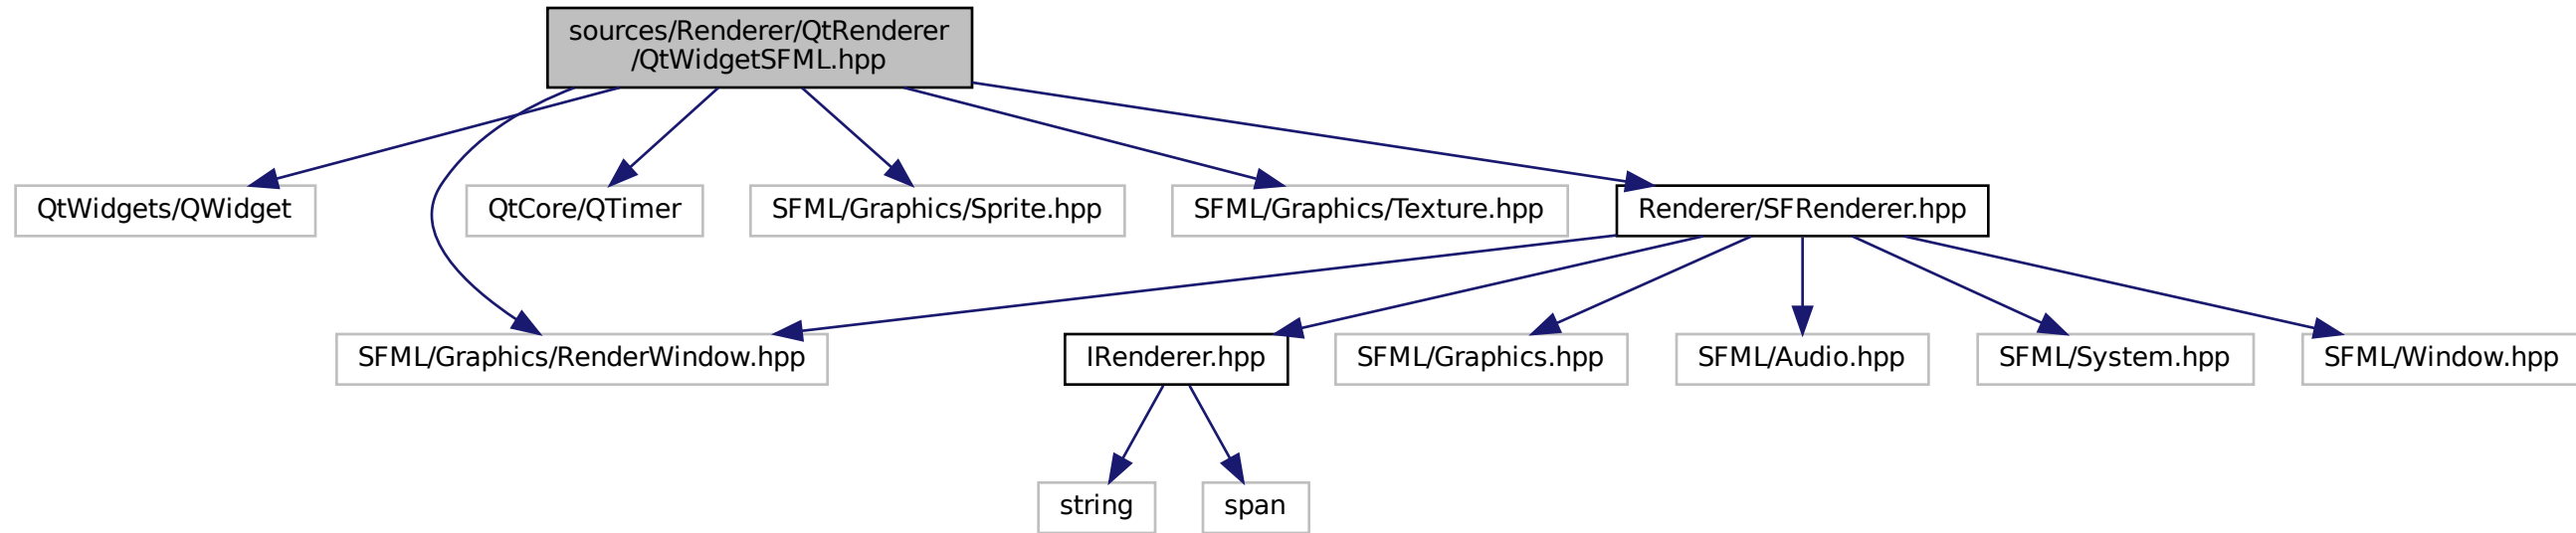 sources/Renderer/QtRenderer
/QtWidgetSFML.hpp
QtWidgets/QWidget
QtCore/QTimer
SFML/Graphics/Sprite.hpp
SFML/Graphics/Texture.hpp
Renderer/SFRenderer.hpp
SFML/Graphics/RenderWindow.hpp
IRenderer.hpp
SFML/Graphics.hpp
SFML/Audio.hpp
SFML/System.hpp
SFML/Window.hpp
string
span